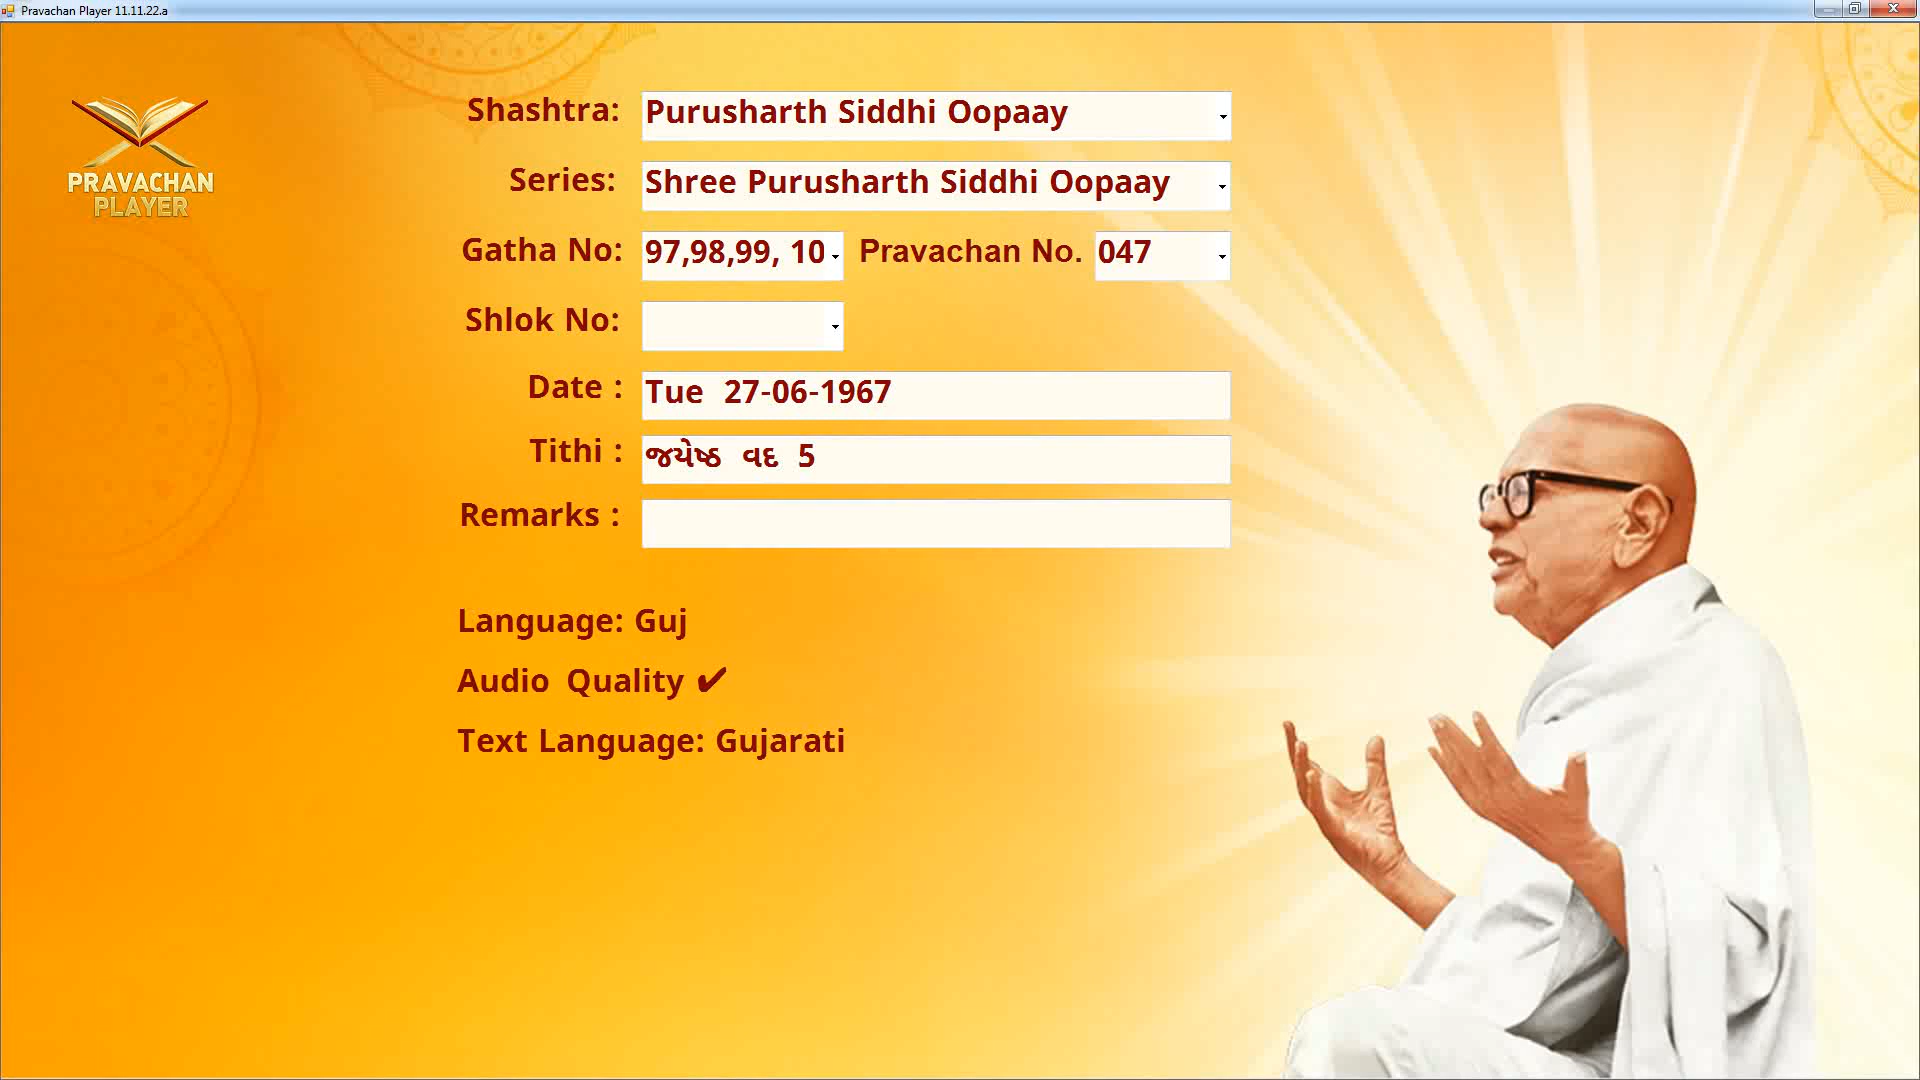 Pravachan Player 11.11.22.a
PRAVACHAN
PLAYER
Shashtra: Purusharth Siddhi Oopaay
Series: Shree Purusharth Siddhi Oopaay
Gatha No: 97,98,99, 10 Pravachan No. 047
Shlok No:
Date : Tue 27-06-1967
Tithi : જયેષ્ઠ વદ 5
Remarks :
Language: Guj
Audio Quality ✔
Text Language: Gujarati